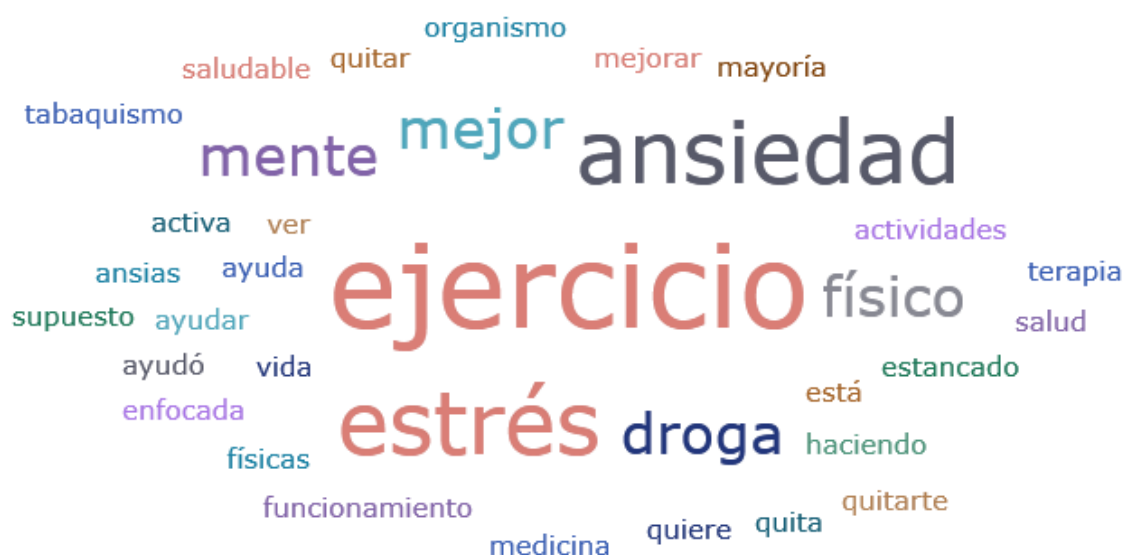 organismo
saludable quitar mejorar mayoría
tabaquismo
mente mejor ansiedad
activa ver actividades
ansias ayuda ejercicio físico terapia
supuesto ayudar salud
ayudó vida estancado
enfocada estrés droga está
físicas haciendo
funcionamiento quitarte
medicina quiere quita